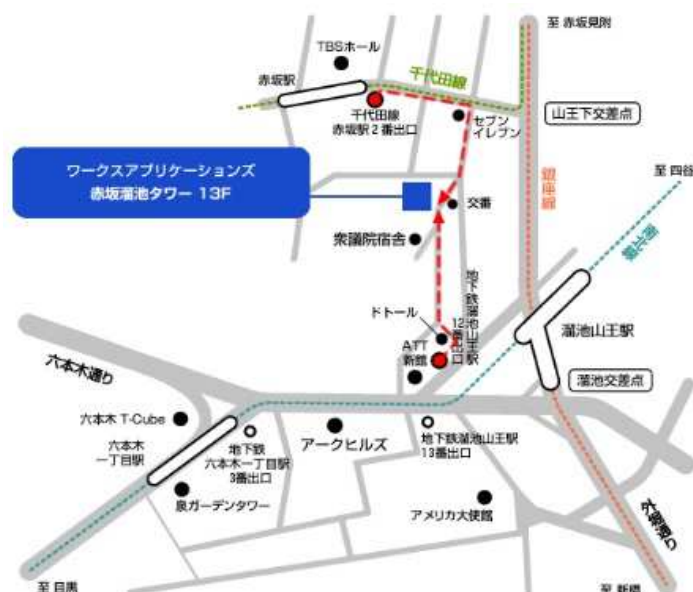 至 赤坂見附
TBSホール
赤坂駅
千代田線
千代田線
赤坂駅2番出口
セブン
イレブン
山王下交差点
ワークスアプリケーションズ
赤坂溜池タワー 13F
銀座線
至 四谷
交番
南北線
衆議院宿舎
地下鉄溜池山王駅
12番出口
ドトール
ATT
新館
溜池山王駅
六本木通り
溜池交差点
六本木 T-Cube
六本木
一丁目駅
地下鉄
六本木一丁目駅
3番出口
アークヒルズ
地下鉄溜池山王駅
13番出口
泉ガーデンタワー
アメリカ大使館
外堀通り
至 目黒
至 新橋